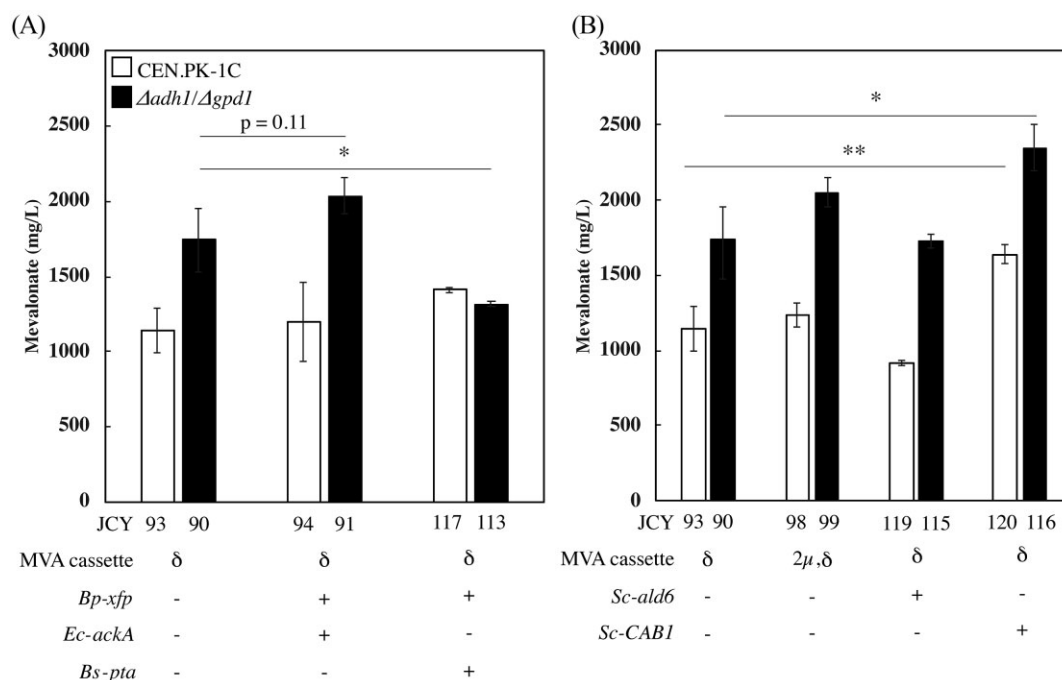 (A)
3000
2500
2000
1500
1000
500
0
Mevalonate (mg/L)
CEN.PK-1C
Δadh1/Δgpd1
p = 0.11
*
JCY 93 90 94 91 117 113
MVA cassette δ δ δ
Bp-xfp - + +
Ec-ackA - + -
Bs-pta - - +
(B)
3000
2500
2000
1500
1000
500
0
Mevalonate (mg/L)
*
**
JCY 93 90 98 99 119 115 120 116
MVA cassette δ 2μ,δ δ δ
Sc-ald6 - - + -
Sc-CAB1 - - - +